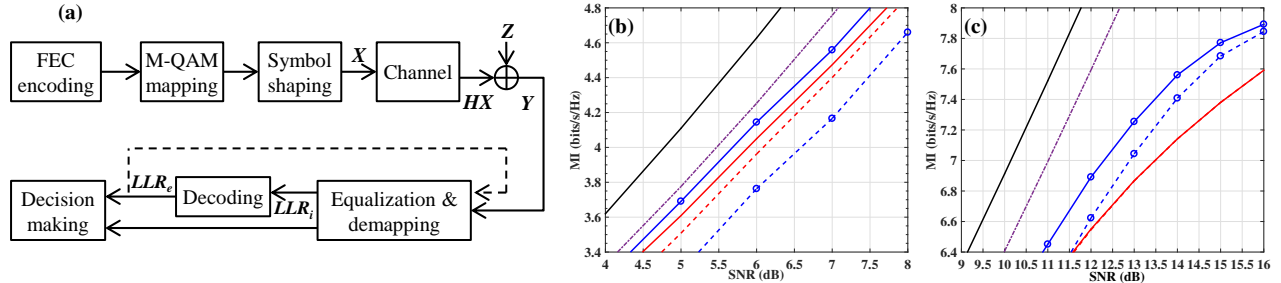 (a)
FEC
encoding
M-QAM
mapping
Symbol
shaping
X
Channel
HX
Z
Y
Decision
making
LLRe
Decoding
LLRi
Equalization &
demapping
(b)
MI (bits/s/Hz)
4.8
4.6
4.4
4.2
4
3.8
3.6
3.4
4 4.5 5 5.5 6 6.5 7 7.5 8
SNR (dB)
(c)
MI (bits/s/Hz)
8
7.8
7.6
7.4
7.2
7
6.8
6.6
6.4
9 9.5 10 10.5 11 11.5 12 12.5 13 13.5 14 14.5 15 15.5 16
SNR (dB)